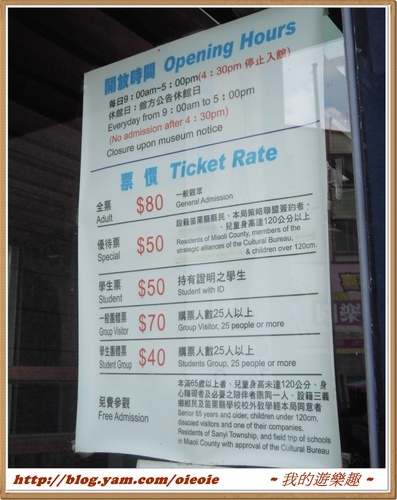 開放時間 Opening Hours
每日9：00am~5：00pm(4：30pm 停止入館)
休館日：館方公告休館日
Everyday from 9：00am to 5：00pm
(No admission after 4：30pm)
Closure upon museum notice
票價 Ticket Rate
全票 Adult $80 一般觀眾 General Admission
優待票 Special $50 設籍苗栗縣縣民、本局策略聯盟簽約者、
兒童身高達120公分以上
Residents of Miaoli County, members of the
strategic alliances of the Cultural Bureau,
& children over 120cm.
學生票 Student $50 持有證明之學生 Student with ID
一般團體票 Group Visitor $70 購票人數25人以上 Group Visitor, 25 people or more
學生團體票 Student Group $40 購票人數25人以上 Students Group, 25 people or more
免費參觀 Free Admission
年滿65歲以上者、兒童身高未達120公分、身
心障礙者及必要之陪伴者限同一人、設籍三義
鄉鄉民及苗栗縣學校校外教學經本局同意者
Senior 65 years and older, children under 120cm,
disabled visitors and one of their companies.
Residents of Sanyi Township, and field trip of schools
in Miaoli County with approval of the Cultural Bureau
http://blog.yam.com/oieoie
~ 我的遊樂趣 ~